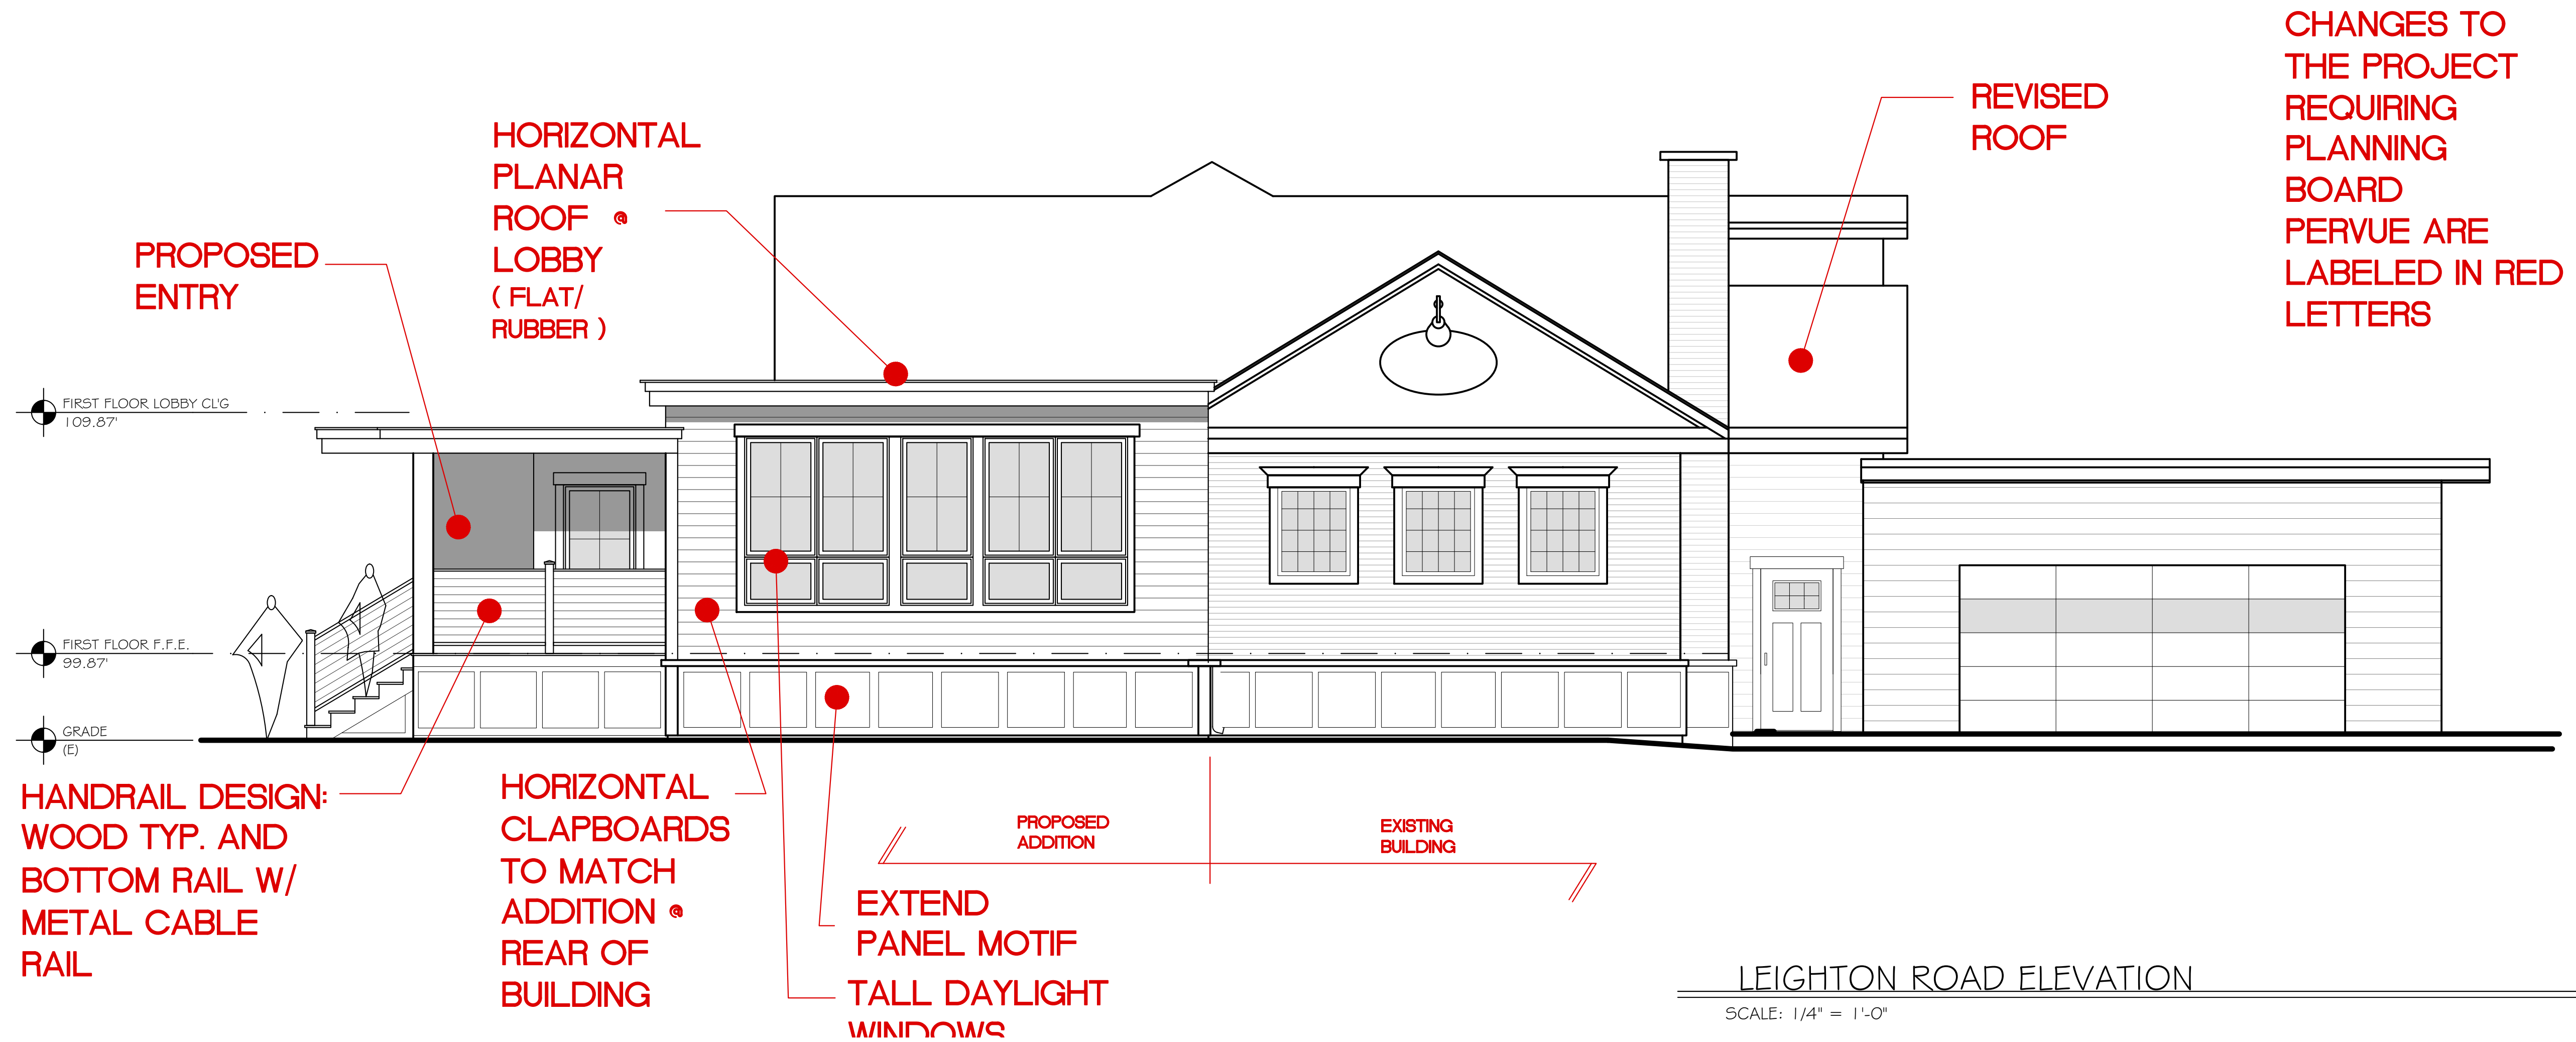 CHANGES TO
THE PROJECT
REQUIRING
PLANNING
BOARD
PERVUE ARE
LABELED IN RED
LETTERS
REVISED
ROOF
HORIZONTAL
PLANAR
ROOF @
LOBBY
( FLAT/
RUBBER )
PROPOSED
ENTRY
FIRST FLOOR LOBBY CL'G
109.87'
FIRST FLOOR F.F.E.
99.87'
GRADE
(E)
HANDRAIL DESIGN:
WOOD TYP. AND
BOTTOM RAIL W/
METAL CABLE
RAIL
HORIZONTAL
CLAPBOARDS
TO MATCH
ADDITION @
REAR OF
BUILDING
PROPOSED
ADDITION
EXISTING
BUILDING
EXTEND
PANEL MOTIF
TALL DAYLIGHT
WINDOWS
LEIGHTON ROAD ELEVATION
SCALE: 1/4" = 1'-0"